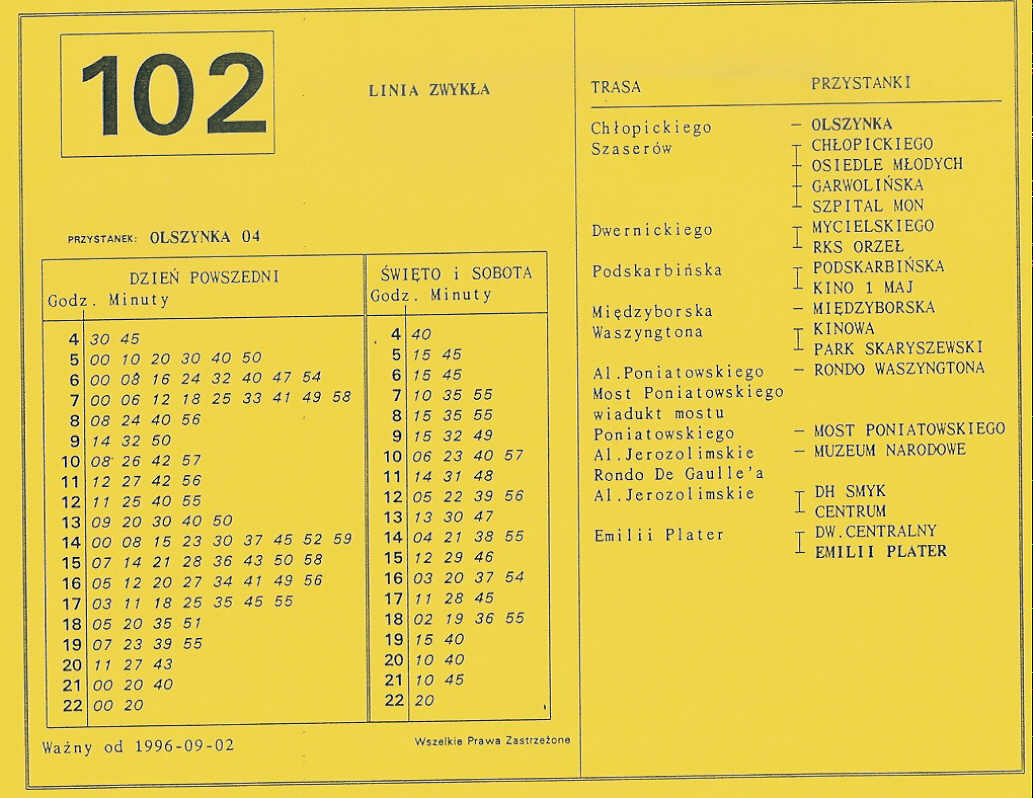 102
LINIA ZWYKŁA
PRZYSTANEK: OLSZYNKA 04
DZIEŃ POWSZEDNI
Godz. Minuty
4 30 45
5 00 10 20 30 40 50
6 00 08 16 24 32 40 47 54
7 00 06 12 18 25 33 41 49 58
8 08 24 40 56
9 14 32 50
10 08 26 42 57
11 12 27 42 56
12 11 25 40 55
13 09 20 30 40 50
14 00 08 15 23 30 37 45 52 59
15 07 14 21 28 36 43 50 58
16 05 12 20 27 34 41 49 56
17 03 11 18 25 35 45 55
18 05 20 35 51
19 07 23 39 55
20 11 27 43
21 00 20 40
22 00 20
ŚWIĘTO i SOBOTA
Godz. Minuty
4 40
5 15 45
6 15 45
7 10 35 55
8 15 35 55
9 15 32 49
10 06 23 40 57
11 14 31 48
12 05 22 39 56
13 13 30 47
14 04 21 38 55
15 12 29 46
16 03 20 37 54
17 11 28 45
18 02 19 36 55
19 15 40
20 10 40
21 10 45
22 20
Ważny od 1996-09-02
Wszelkie Prawa Zastrzeżone
TRASA PRZYSTANKI
Chłopickiego – OLSZYNKA
Szaserów CHŁOPICKIEGO
OSIEDLE MŁODYCH
GARWOLIŃSKA
SZPITAL MON
Dwernickiego MYCIELSKIEGO
RKS ORZEŁ
Podskarbińska PODSKARBIŃSKA
KINO 1 MAJ
Międzyborska – MIĘDZYBORSKA
Waszyngtona KINOWA
PARK SKARYSZEWSKI
Al.Poniatowskiego – RONDO WASZYNGTONA
Most Poniatowskiego
wiadukt mostu
Poniatowskiego – MOST PONIATOWSKIEGO
Al.Jerozolimskie – MUZEUM NARODOWE
Rondo De Gaulle'a
Al.Jerozolimskie DH SMYK
CENTRUM
Emilii Plater DW.CENTRALNY
EMILII PLATER